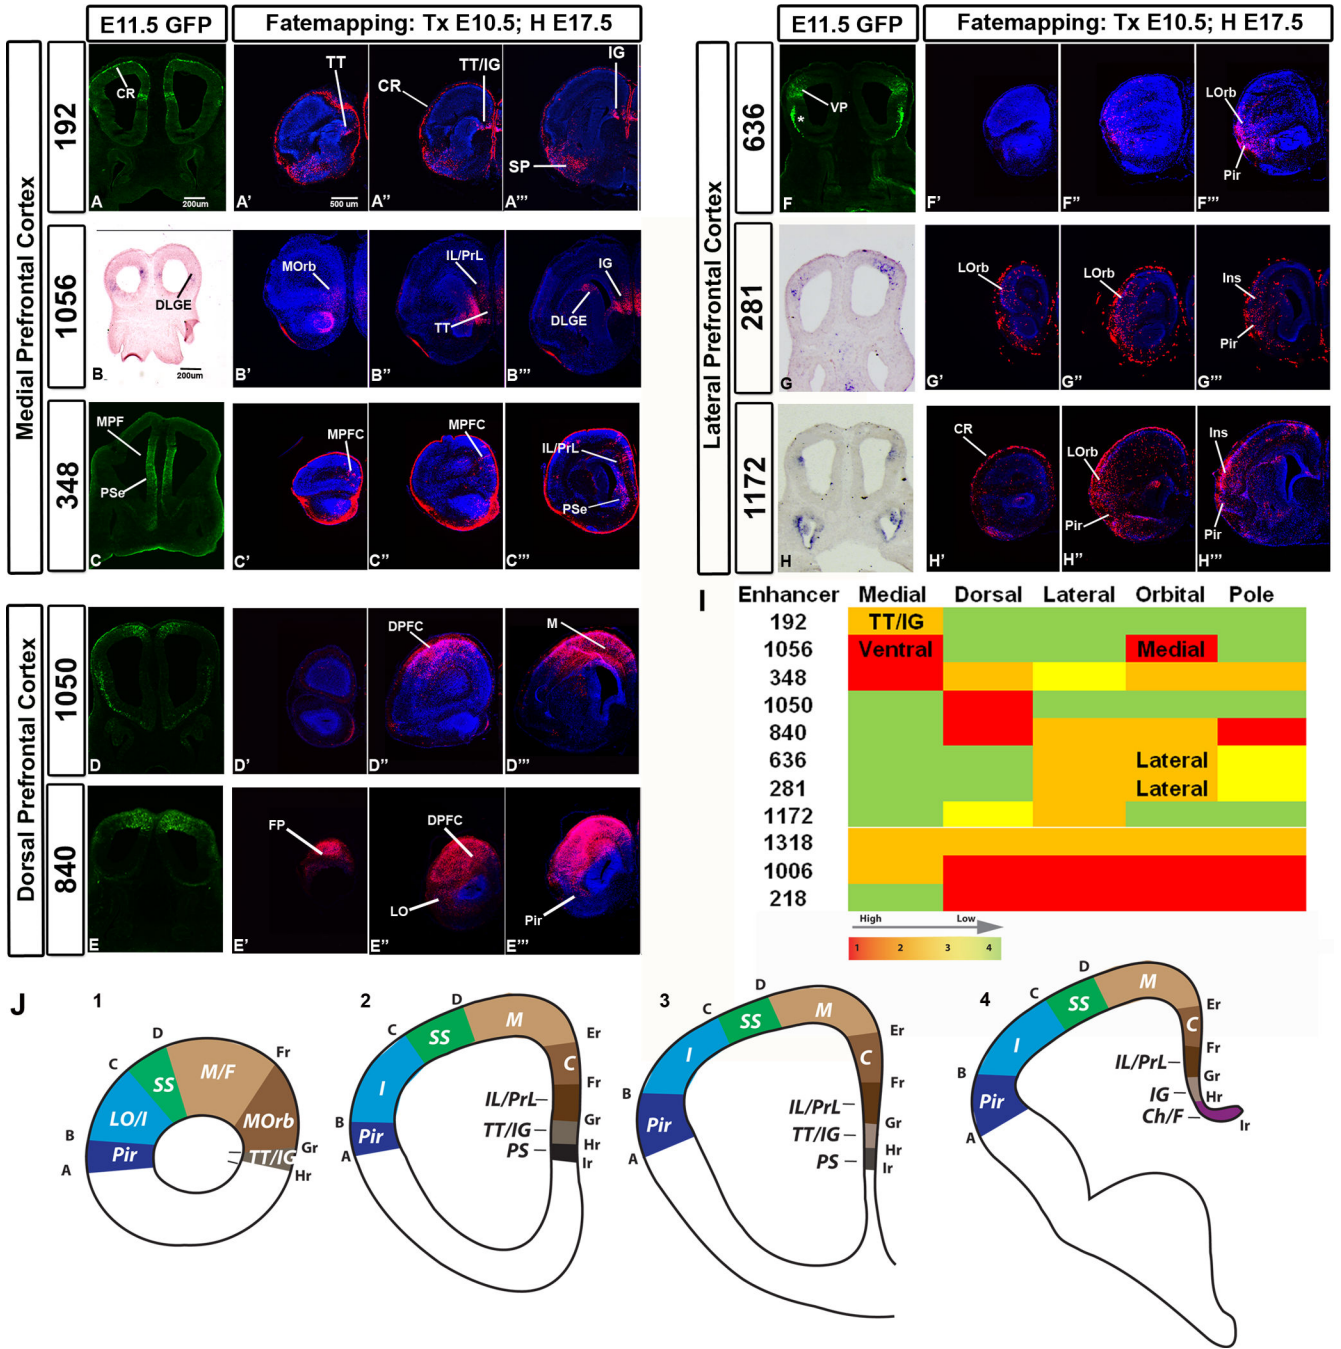 E11.5 GFP
Fatemapping: Tx E10.5; H E17.5
Medial Prefrontal Cortex
192
CR
A
200um
TT
A'
500 um
CR
TT/IG
A''
IG
SP
A'''
1056
DLGE
B
200um
MOrb
B'
IL/PrL
TT
B''
IG
DLGE
B'''
348
MPF
PSe
C
MPFC
C'
MPFC
C''
IL/PrL
PSe
C'''
Dorsal Prefrontal Cortex
1050
D
D'
DPFC
D''
M
D'''
840
E
FP
E'
DPFC
LO
E''
Pir
E'''
E11.5 GFP
Fatemapping: Tx E10.5; H E17.5
Lateral Prefrontal Cortex
636
VP
*
F
F'
F''
LOrb
Pir
F'''
281
G
LOrb
G'
LOrb
G''
Ins
Pir
G'''
1172
H
CR
H'
LOrb
Pir
H''
Ins
Pir
H'''
I
Enhancer Medial Dorsal Lateral Orbital Pole
192 TT/IG
1056 Ventral Medial
348
1050
840
636 Lateral
281 Lateral
1172
1318
1006
218
High Low
1 2 3 4
J
1
A
B
C
D
Fr
Gr
Hr
Pir
LO/I
SS
M/F
MOrb
TT/IG
2
A
B
C
D
Er
Fr
Gr
Hr
Ir
Pir
I
SS
M
C
IL/PrL
TT/IG
PS
3
A
B
C
D
Er
Fr
Gr
Hr
Ir
Pir
I
SS
M
C
IL/PrL
TT/IG
PS
4
A
B
C
D
Er
Fr
Gr
Hr
Ir
Pir
I
SS
M
C
IL/PrL
IG
Ch/F